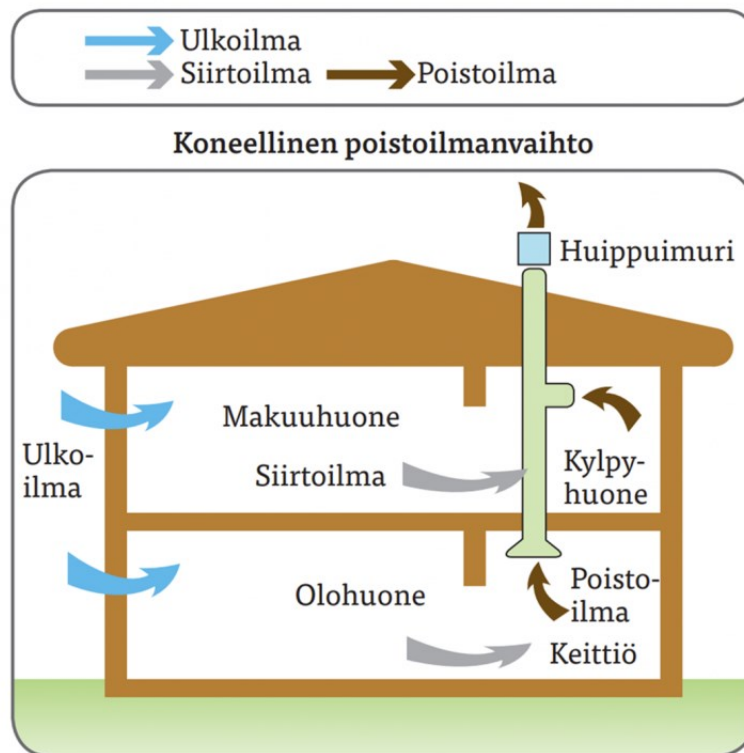 Ulkoilma
Siirtoilma
Poistoilma
Koneellinen poistoilmanvaihto
Huippuimuri
Makuuhuone
Ulko-
ilma
Siirtoilma
Kylpy-
huone
Olohuone
Poisto-
ilma
Keittiö